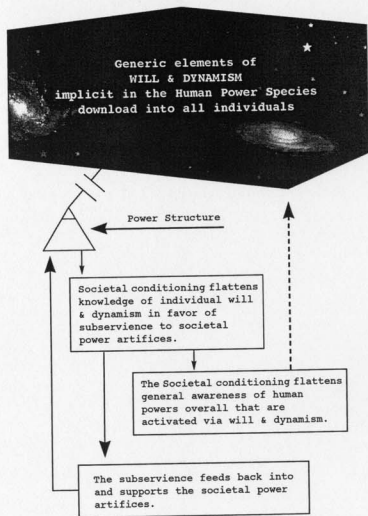 Generic elements of
WILL & DYNAMISM
implicit in the Human Power Species
download into all individuals
Power Structure
Societal conditioning flattens
knowledge of individual will
& dynamism in favor of
subservience to societal
power artifices.
The Societal conditioning flattens
general awareness of human
powers overall that are
activated via will & dynamism.
The subservience feeds back into
and supports the societal power
artifices.